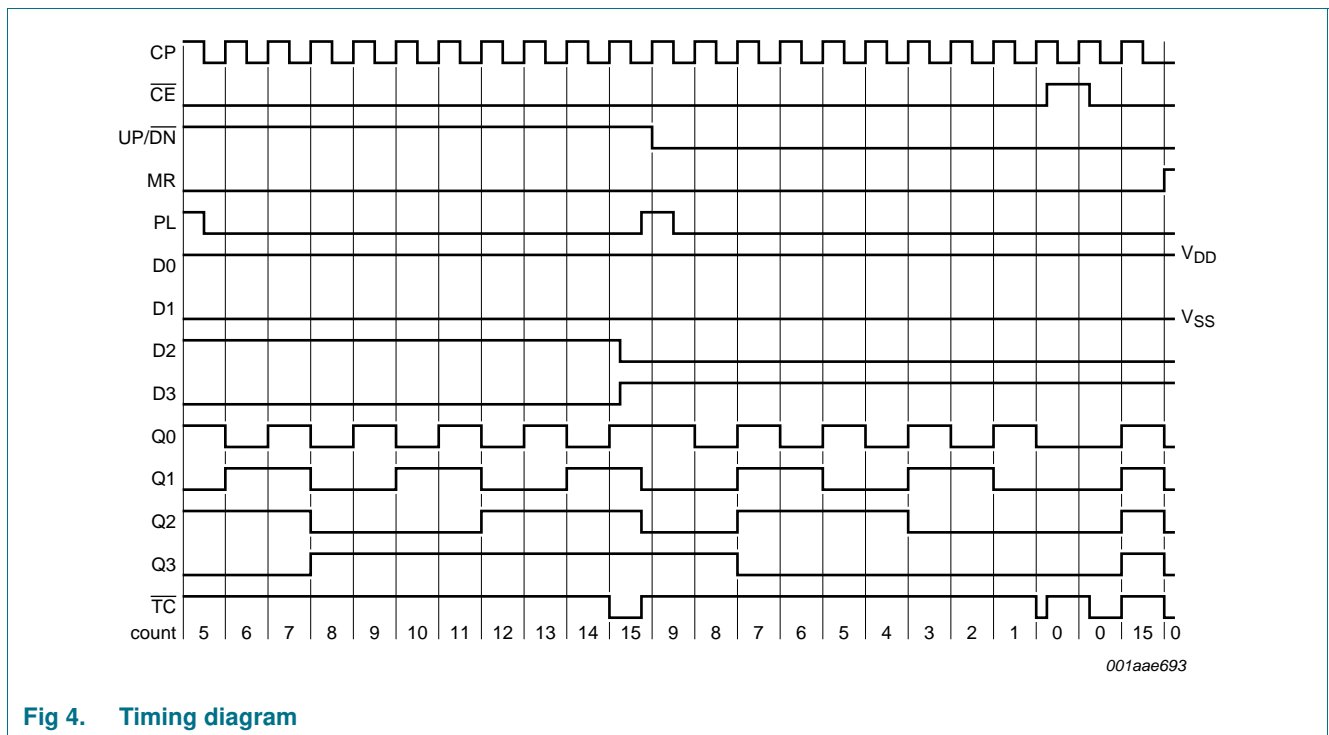 CP
CE
UP/DN
MR
PL
D0
VDD
D1
VSS
D2
D3
Q0
Q1
Q2
Q3
TC
count 5 6 7 8 9 10 11 12 13 14 15 9 8 7 6 5 4 3 2 1 0 0 15 0
001aae693
Fig 4. Timing diagram